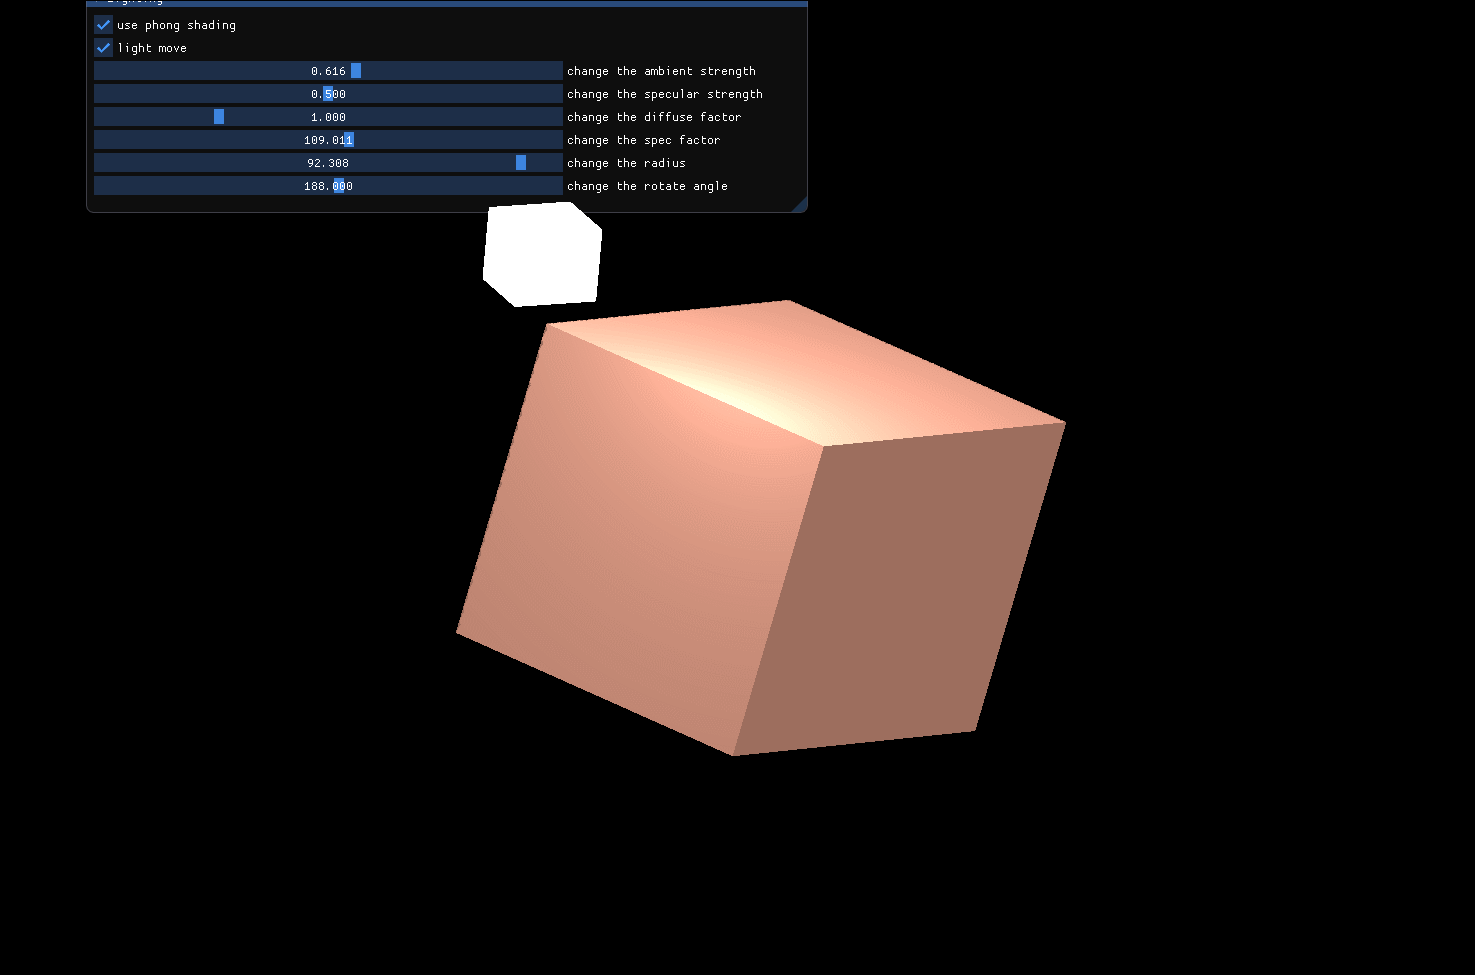 Lighting
use phong shading
light move
0.616 change the ambient strength
0.500 change the specular strength
1.000 change the diffuse factor
109.011 change the spec factor
92.308 change the radius
188.000 change the rotate angle